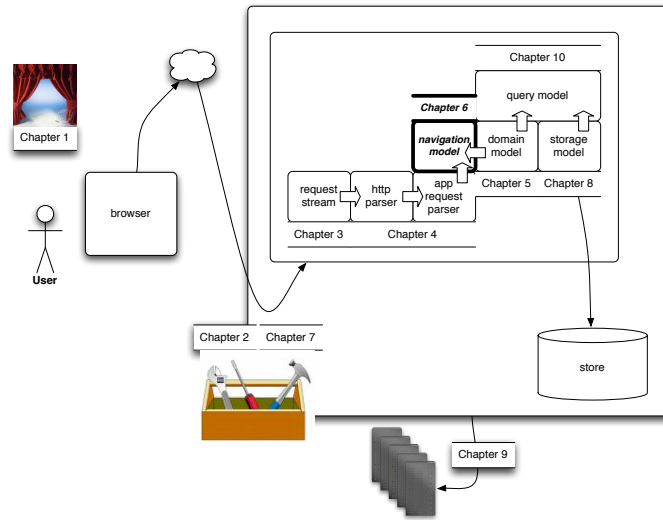 Chapter 10
query model
Chapter 6
navigation
model
domain
model
storage
model
Chapter 5
Chapter 8
request
stream
http
parser
app
request
parser
Chapter 3
Chapter 4
Chapter 1
browser
User
Chapter 2
Chapter 7
store
Chapter 9